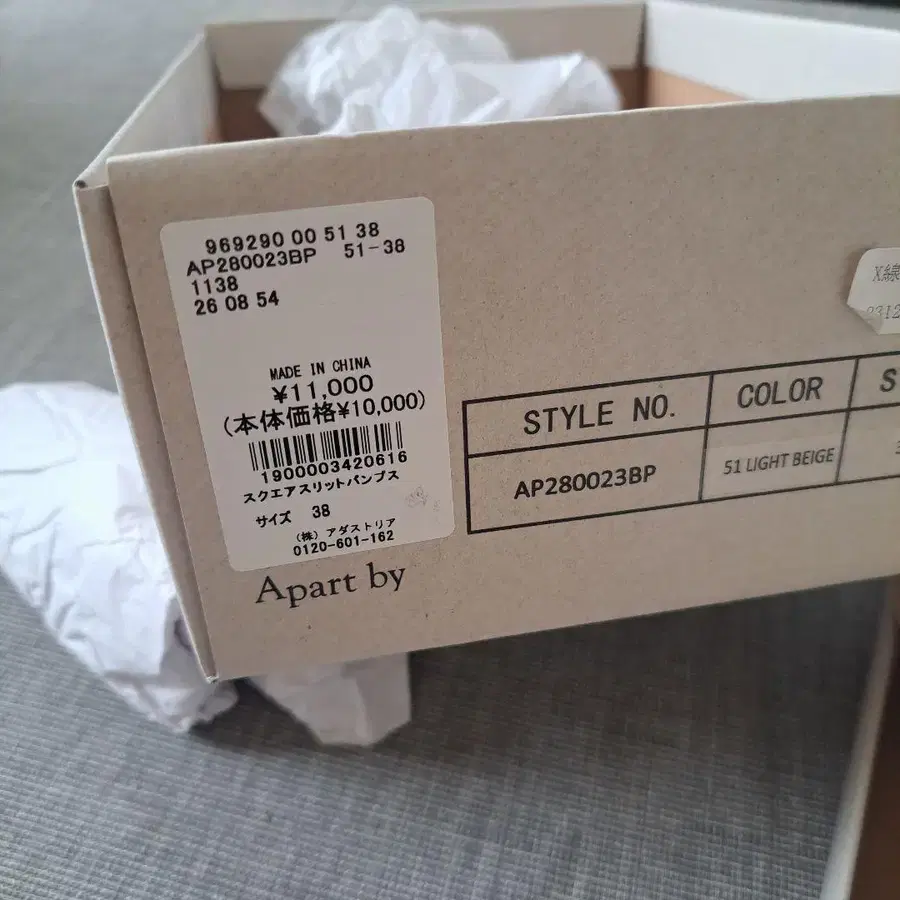 969290 00 51 38
AP280023BP 51-38
1138
26 08 54
MADE IN CHINA
¥11,000
(本体価格¥10,000)
1900003420616
スクエアスリットパンプス
サイズ 38
(株) アダストリア
0120-601-162
Apart by
STYLE NO. COLOR S
AP280023BP 51 LIGHT BEIGE
X線